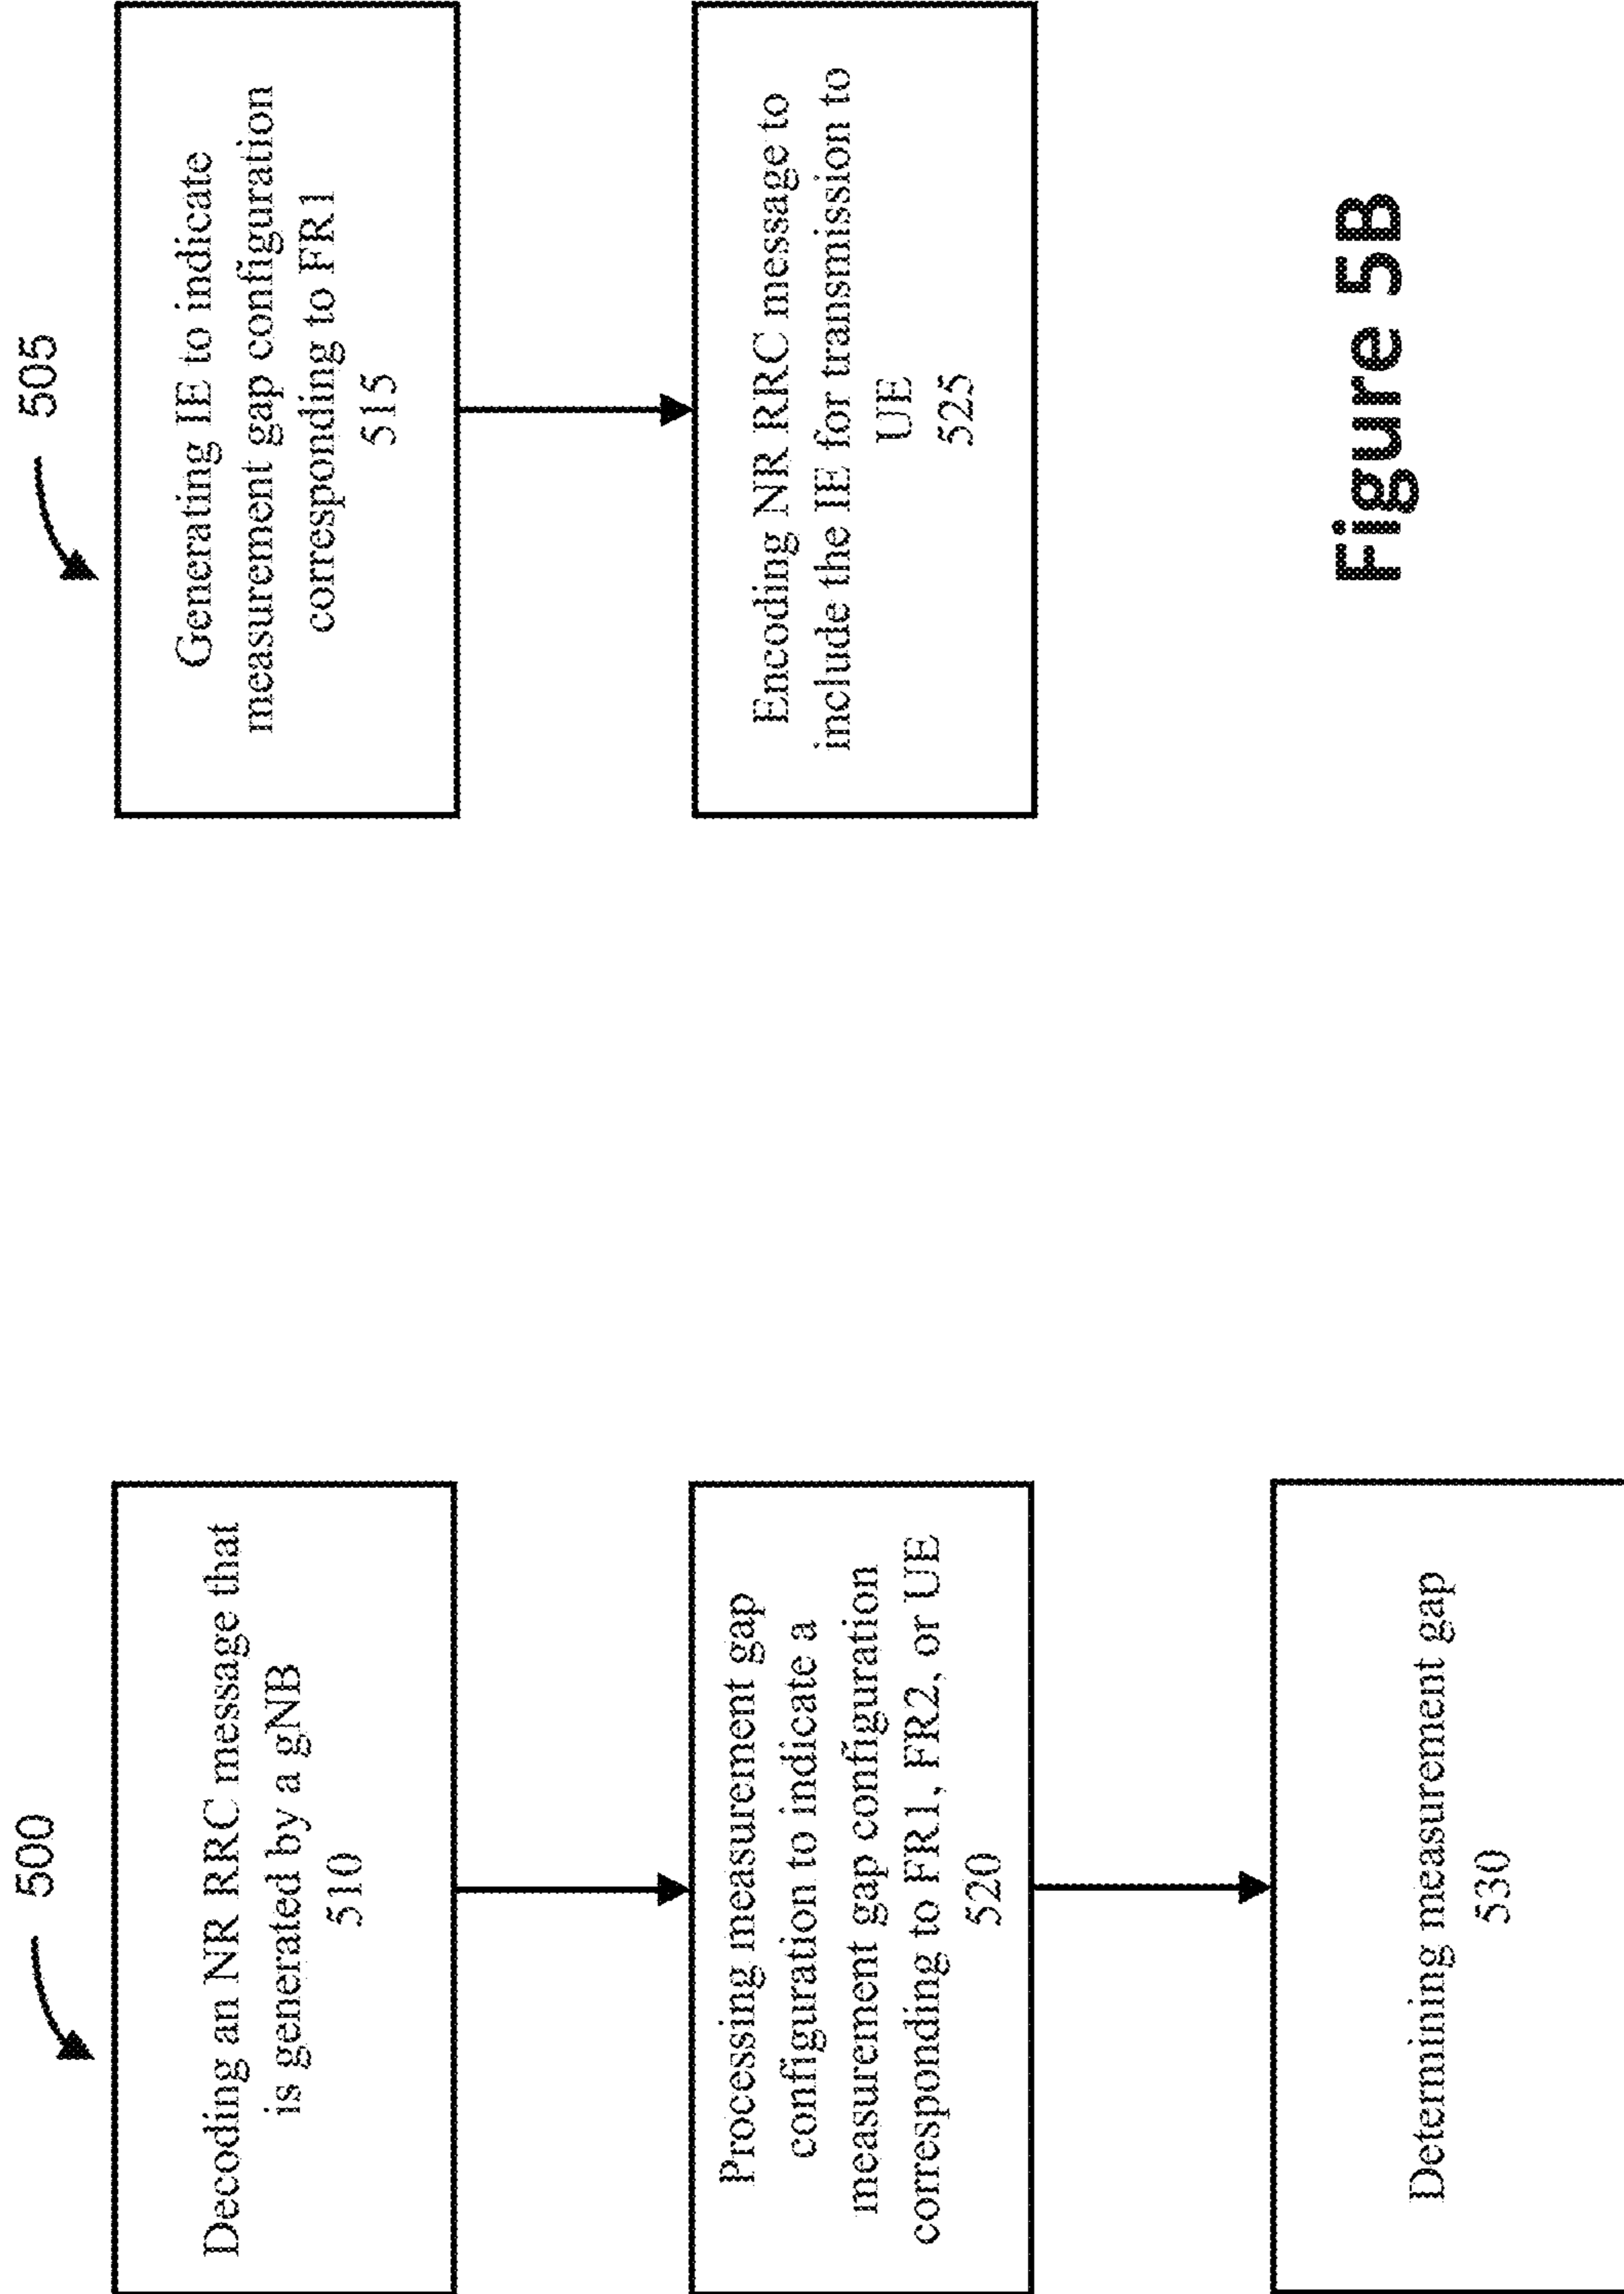 500
Decoding an NR RRC message that
is generated by a gNB
510
Processing measurement gap
configuration to indicate a
measurement gap configuration
corresponding to FR1, FR2, or UE
520
Determining measurement gap
530
505
Generating IE to indicate
measurement gap configuration
corresponding to FR1
515
Encoding NR RRC message to
include the IE for transmission to
UE
525
Figure 5B